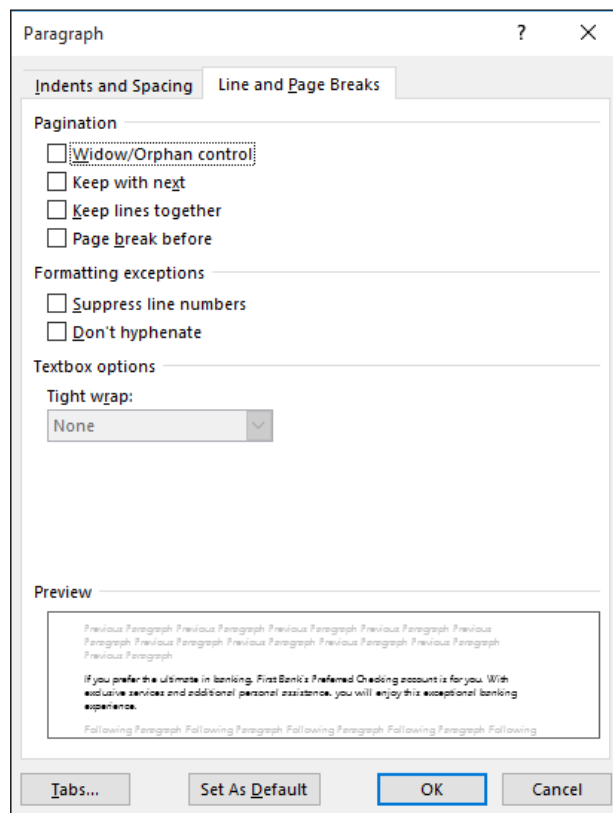 Paragraph ?
Indents and Spacing Line and Page Breaks
Pagination
Widow/Orphan control
Keep with next
Keep lines together
Page break before
Formatting exceptions
Suppress line numbers
Don't hyphenate
Textbox options
Tight wrap:
None
Preview
Previous Paragraph Previous Paragraph Previous Paragraph Previous Paragraph Previous
Paragraph Previous Paragraph Previous Paragraph Previous Paragraph Previous Paragraph
Previous Paragraph
If you prefer the ultimate in banking, First Bank's Preferred Checking account is for you. With
exclusive services and additional personal assistance, you will enjoy this exceptional banking
experience.
Following Paragraph Following Paragraph Following Paragraph Following Paragraph Following
Tabs... Set As Default OK Cancel